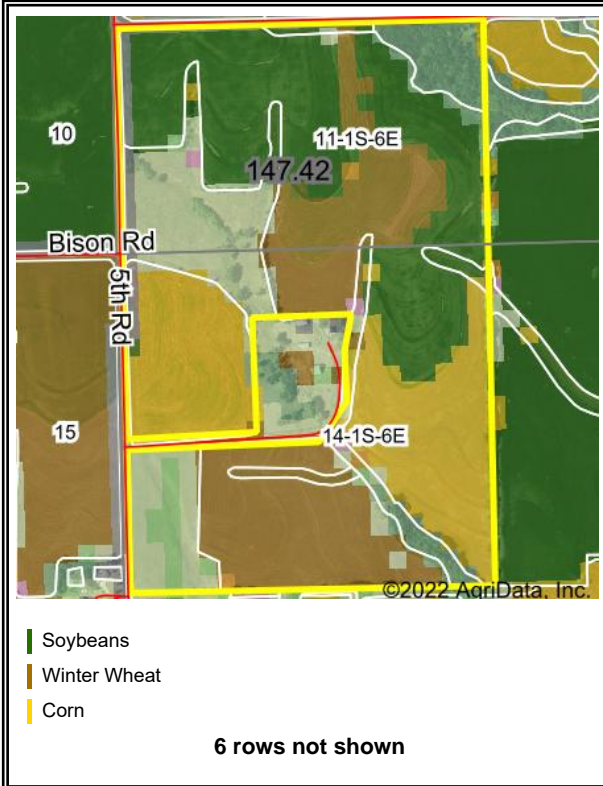 10
11-1S-6E
147.42
Bison Rd
5th Rd
15
14-1S-6E
©2022 AgriData, Inc.
Soybeans
Winter Wheat
Corn
6 rows not shown